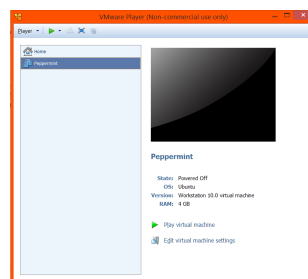 VMware Player (Non-commercial use only)
Player
Home
Peppermint
Peppermint
State: Powered Off
OS: Ubuntu
Version: Workstation 10.0 virtual machine
RAM: 4 GB
Play virtual machine
Edit virtual machine settings